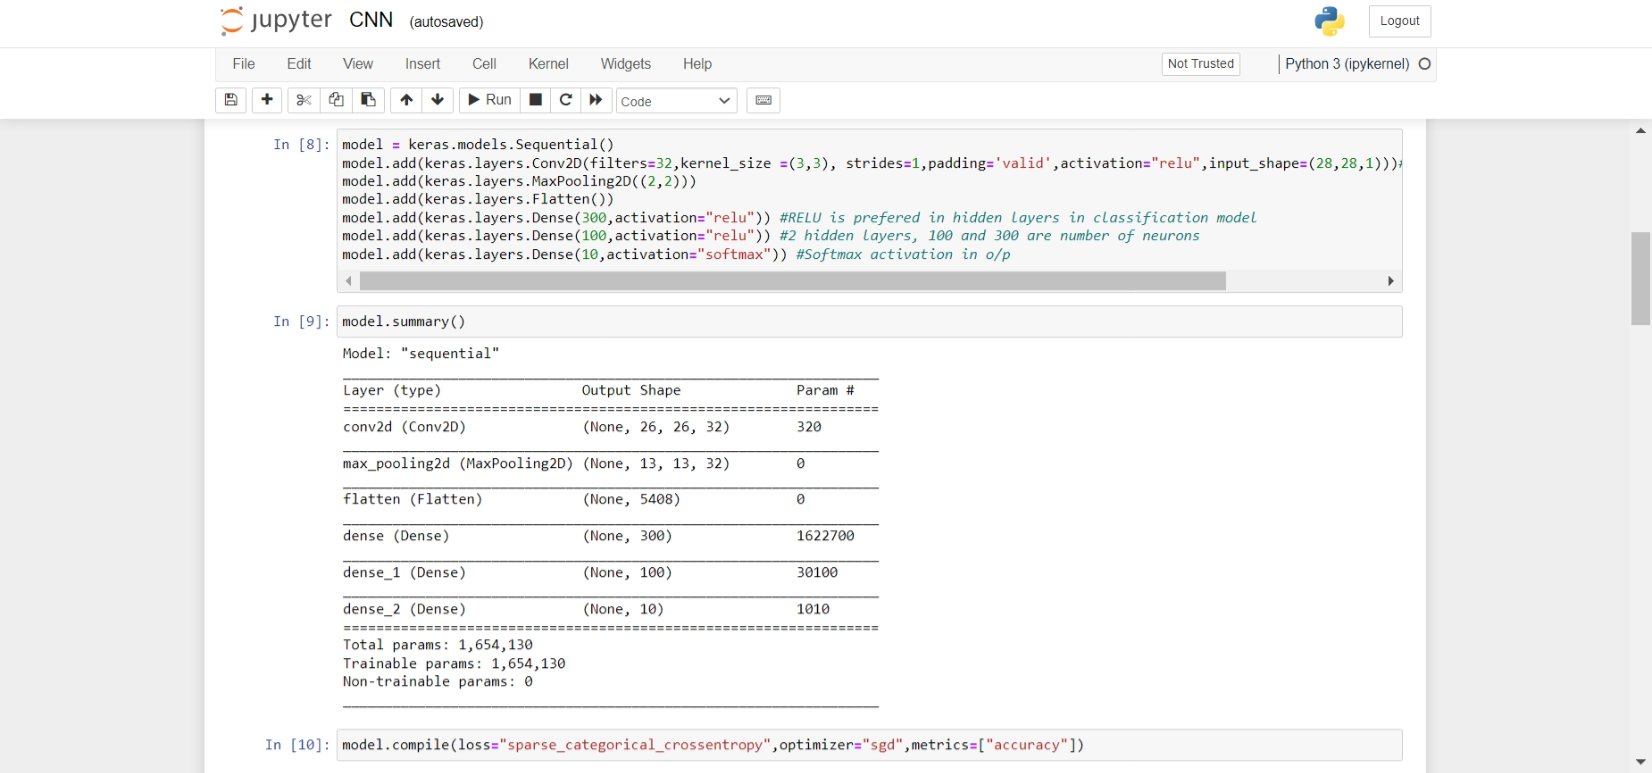 jupyter CNN (autosaved)
Logout
File Edit View Insert Cell Kernel Widgets Help
Not Trusted
Python 3 (ipykernel)
Run
Code
In [8]:
model = keras.models.Sequential()
model.add(keras.layers.Conv2D(filters=32,kernel_size =(3,3), strides=1,padding='valid',activation="relu",input_shape=(28,28,1)))#
model.add(keras.layers.MaxPooling2D((2,2)))
model.add(keras.layers.Flatten())
model.add(keras.layers.Dense(300,activation="relu")) #RELU is prefered in hidden layers in classification model
model.add(keras.layers.Dense(100,activation="relu")) #2 hidden layers, 100 and 300 are number of neurons
model.add(keras.layers.Dense(10,activation="softmax")) #Softmax activation in o/p
In [9]:
model.summary()
Model: "sequential"
Layer (type) Output Shape Param #
=================================================================
conv2d (Conv2D) (None, 26, 26, 32) 320
max_pooling2d (MaxPooling2D) (None, 13, 13, 32) 0
flatten (Flatten) (None, 5408) 0
dense (Dense) (None, 300) 1622700
dense_1 (Dense) (None, 100) 30100
dense_2 (Dense) (None, 10) 1010
=================================================================
Total params: 1,654,130
Trainable params: 1,654,130
Non-trainable params: 0
In [10]:
model.compile(loss="sparse_categorical_crossentropy",optimizer="sgd",metrics=["accuracy"])